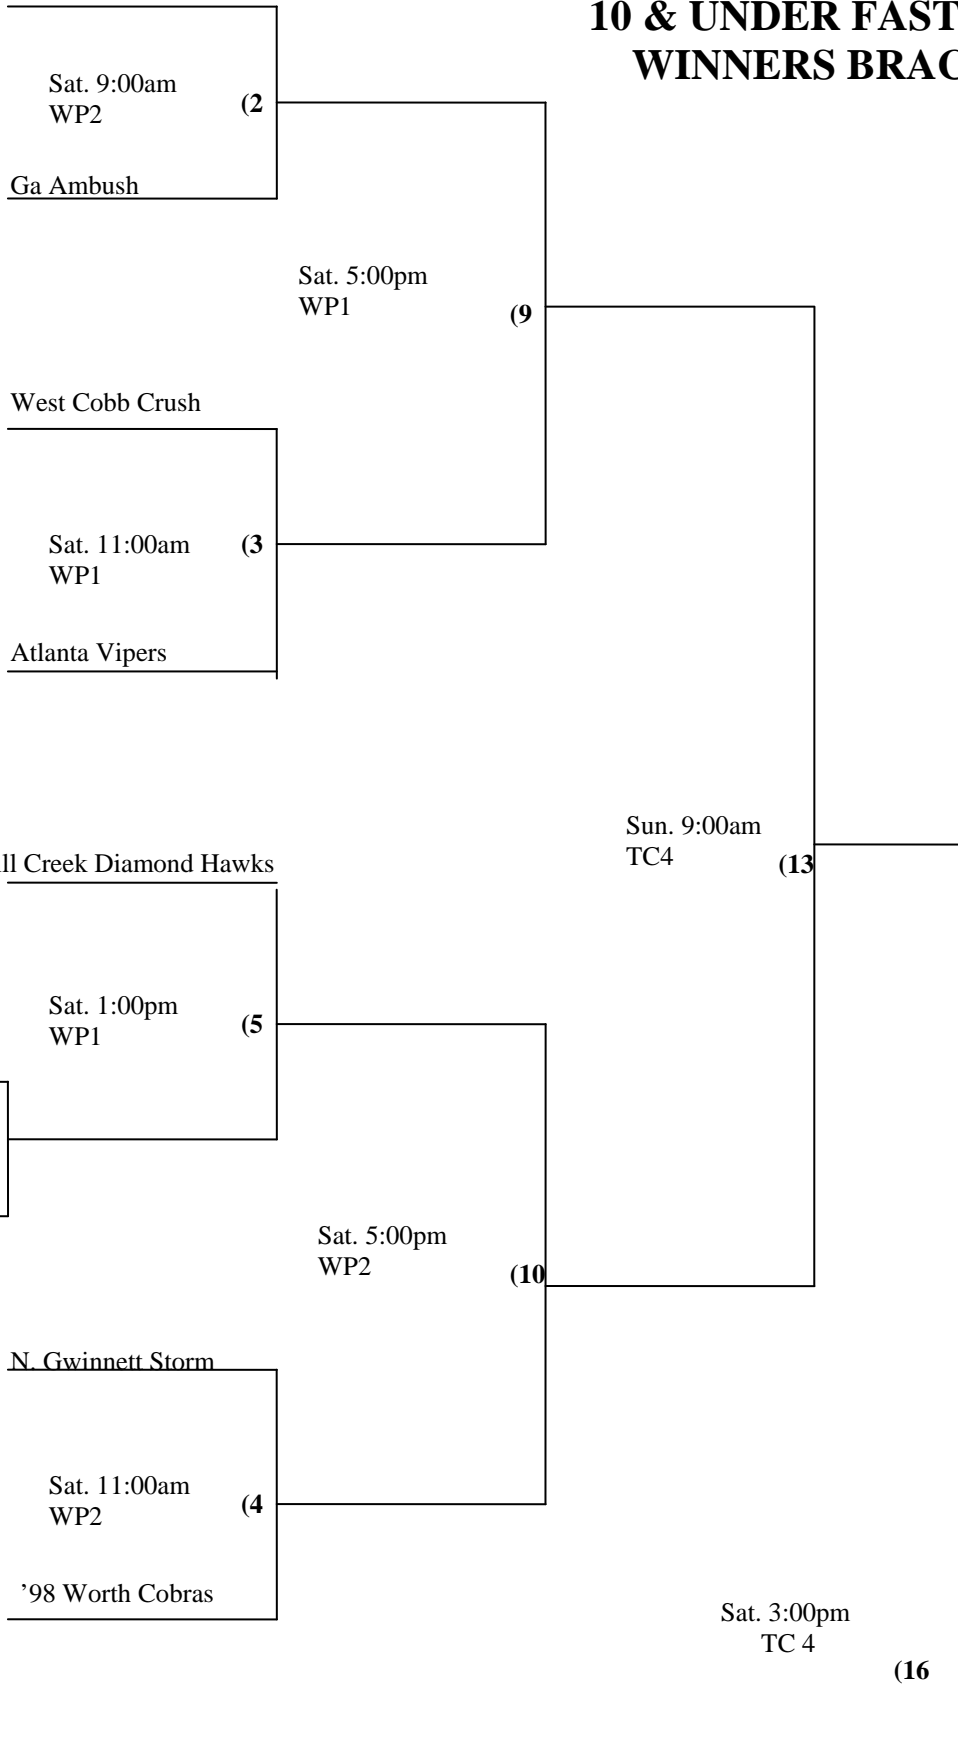 10 & UNDER FAST
WINNERS BRAC
Sat. 9:00am
WP2
(2
Ga Ambush
Sat. 5:00pm
WP1
(9
West Cobb Crush
Sat. 11:00am
WP1
(3
Atlanta Vipers
Sun. 9:00am
TC4
(13
ll Creek Diamond Hawks
Sat. 1:00pm
WP1
(5
Sat. 5:00pm
WP2
(10
N. Gwinnett Storm
Sat. 11:00am
WP2
(4
’98 Worth Cobras
Sat. 3:00pm
TC 4
(16